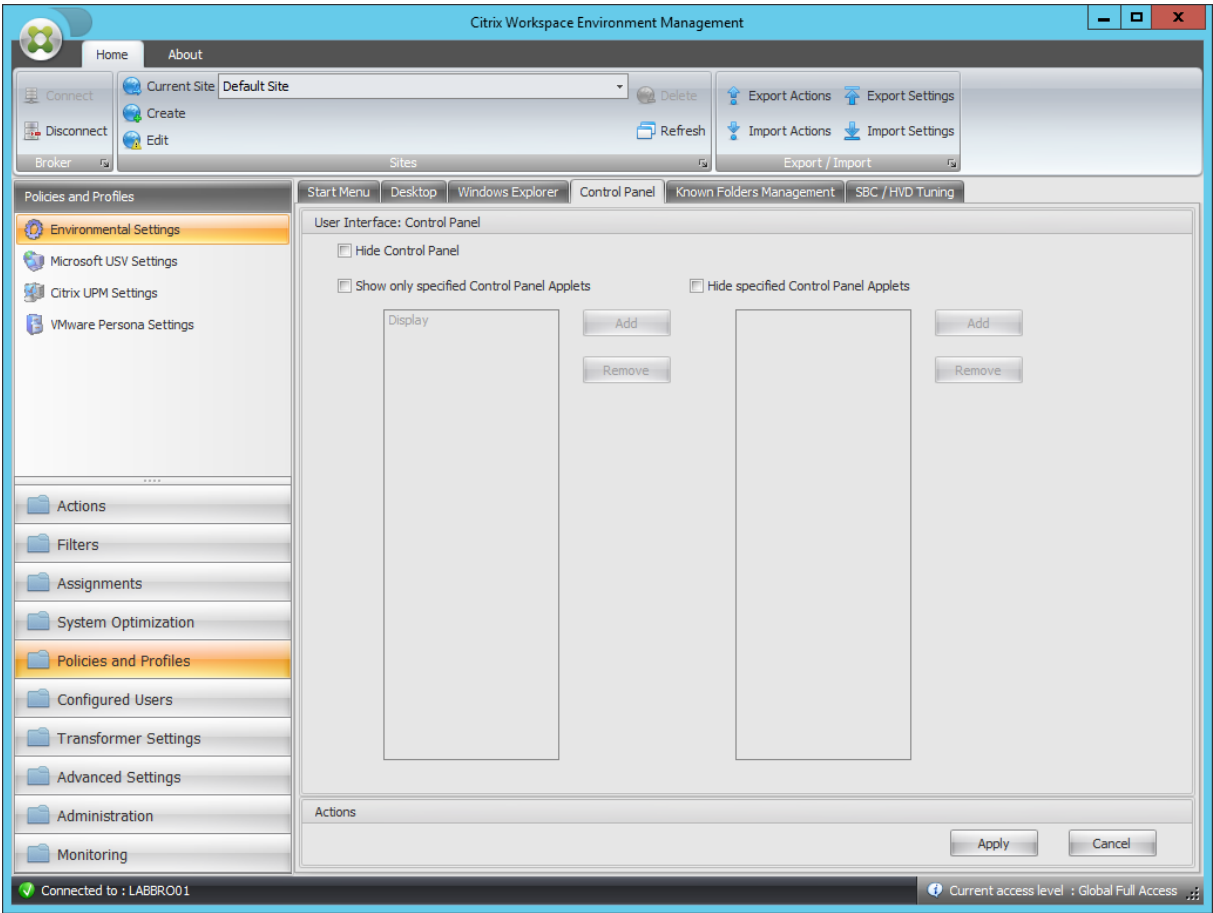 Citrix Workspace Environment Management
Home About
Connect
Disconnect
Broker
Current Site Default Site
Create
Edit
Delete
Refresh
Sites
Export Actions Export Settings
Import Actions Import Settings
Export / Import
Policies and Profiles
Environmental Settings
Microsoft USV Settings
Citrix UPM Settings
VMware Persona Settings
Actions
Filters
Assignments
System Optimization
Policies and Profiles
Configured Users
Transformer Settings
Advanced Settings
Administration
Monitoring
Start Menu Desktop Windows Explorer Control Panel Known Folders Management SBC / HVD Tuning
User Interface: Control Panel
Hide Control Panel
Show only specified Control Panel Applets
Display
Add
Remove
Hide specified Control Panel Applets
Add
Remove
Actions
Apply Cancel
Connected to : LABBRO01
Current access level : Global Full Access